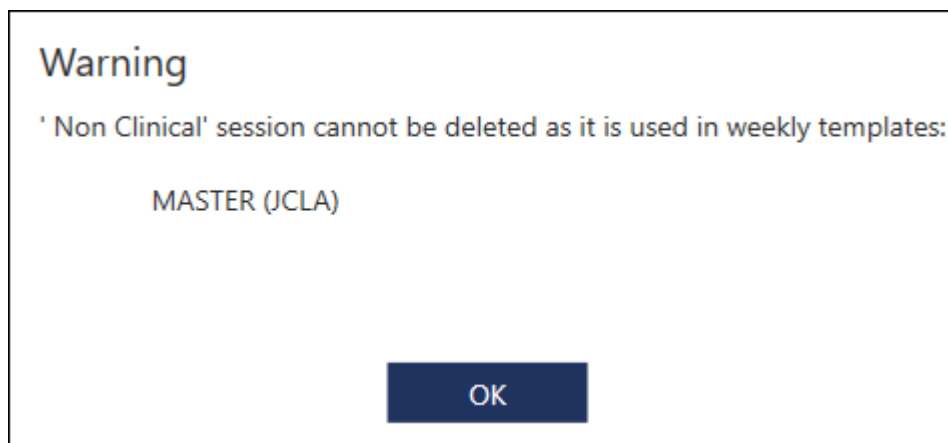 Warning
' Non Clinical' session cannot be deleted as it is used in weekly templates:
MASTER (JCLA)
OK